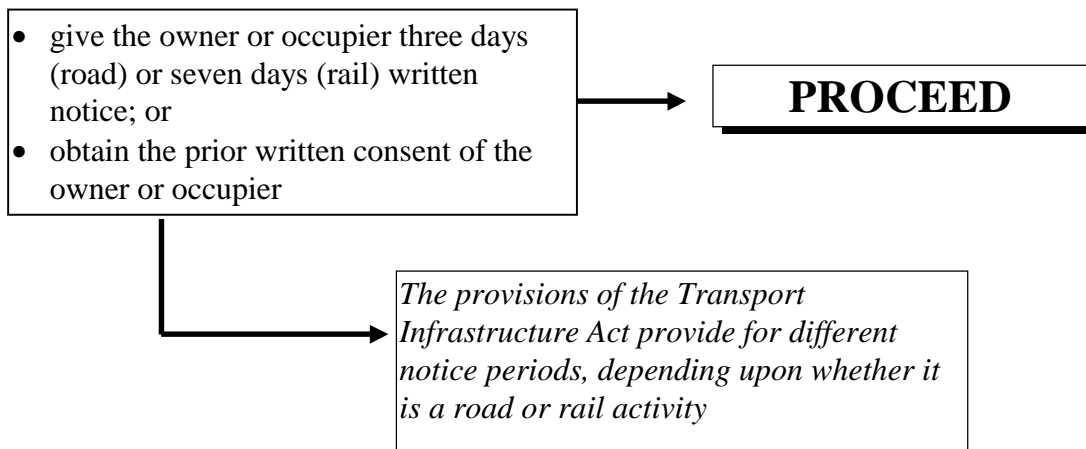 • give the owner or occupier three days
(road) or seven days (rail) written
notice; or
• obtain the prior written consent of the
owner or occupier
PROCEED
The provisions of the Transport
Infrastructure Act provide for different
notice periods, depending upon whether it
is a road or rail activity